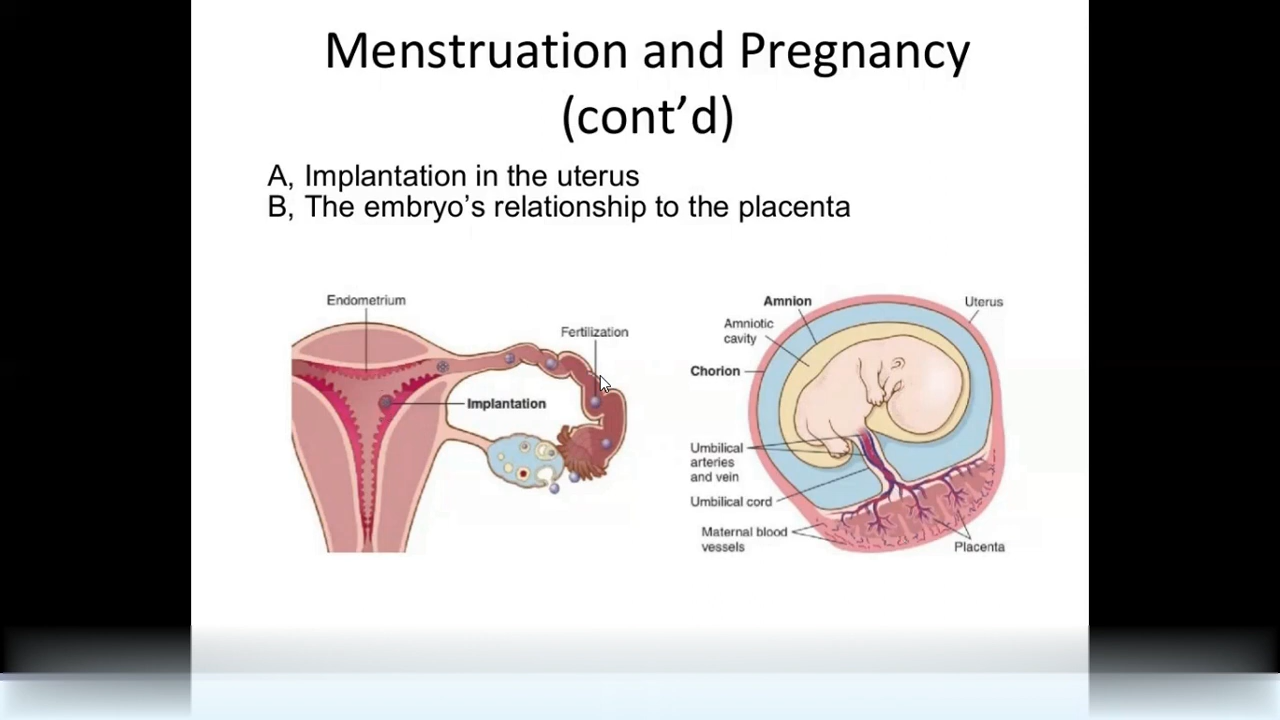 Menstruation and Pregnancy
(cont’d)
A, Implantation in the uterus
B, The embryo’s relationship to the placenta
Endometrium
Fertilization
Implantation
Amnion
Uterus
Amniotic
cavity
Chorion
Umbilical
arteries
and vein
Umbilical cord
Maternal blood
vessels
Placenta